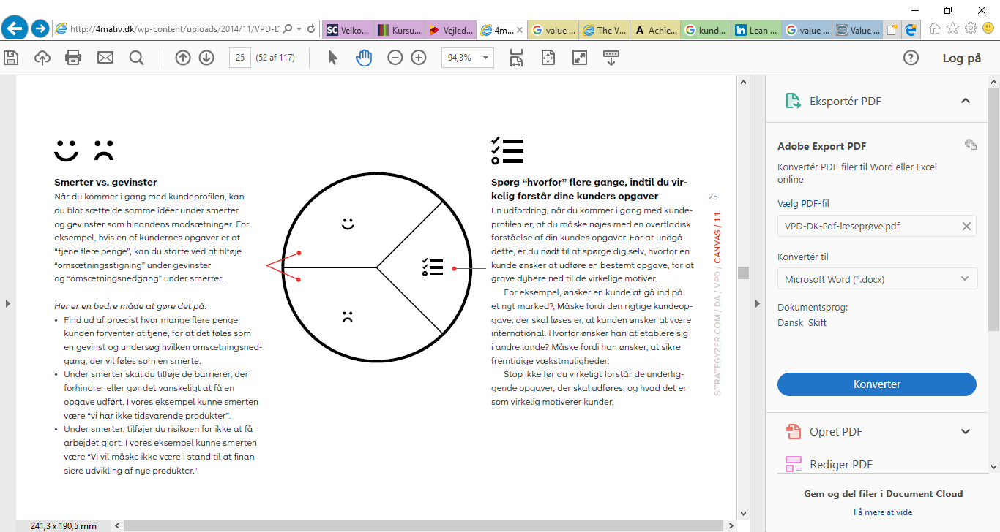 http://4mativ.dk/wp-content/uploads/2014/11/VPD-D
SC Velko...
Kursu...
Vejled...
4m...
value ...
The V...
A Achie...
kund...
in Lean ...
value ...
Value ...
25 (52 af 117)
94,3%
Log på
Smerter vs. gevinster
Når du kommer i gang med kundeprofilen, kan
du blot sætte de samme idéer under smerter
og gevinster som hinandens modsætninger. For
eksempel, hvis en af kundernes opgaver er at
“tjene flere penge”, kan du starte ved at tilføje
“omsætningsstigning” under gevinster
og “omsætningsnedgang” under smerter.
Her er en bedre måde at gøre det på:
• Find ud af præcist hvor mange flere penge
kunden forventer at tjene, for at det føles som
en gevinst og undersøg hvilken omsætningsned-
gang, der vil føles som en smerte.
• Under smerter skal du tilføje de barrierer, der
forhindrer eller gør det vanskeligt at få en
opgave udført. I vores eksempel kunne smerten
være “vi har ikke tidsvarende produkter”.
• Under smerter, tilføjer du risikoen for ikke at få
arbejdet gjort. I vores eksempel kunne smerten
være “Vi vil måske ikke være i stand til at finan-
siere udvikling af nye produkter.”
Spørg “hvorfor” flere gange, indtil du vir-
kelig forstår dine kunders opgaver
En udfordring, når du kommer i gang med kunde-
profilen er, at du måske nøjes med en overfladisk
forståelse af din kundes opgaver. For at undgå
dette, er du nødt til at spørge dig selv, hvorfor en
kunde ønsker at udføre en bestemt opgave, for at
grave dybere ned til de virkelige motiver.
For eksempel, ønsker en kunde at gå ind på
et nyt marked?, Måske fordi den rigtige kundeop-
gave, der skal løses er, at kunden ønsker at være
international. Hvorfor ønsker han at etablere sig
i andre lande? Måske fordi han ønsker, at sikre
fremtidige vækstmuligheder.
Stop ikke før du virkeligt forstår de underlig-
gende opgaver, der skal udføres, og hvad det er
som virkelig motiverer kunder.
25
STRATEGYZER.COM / DA / VPD / CANVAS / 1.1
Eksportér PDF
Adobe Export PDF
Konvertér PDF-filer til Word eller Excel
online
Vælg PDF-fil
VPD-DK-Pdf-læseprøve.pdf
Konvertér til
Microsoft Word (*.docx)
Dokumentsprog:
Dansk Skift
Konverter
Opret PDF
Rediger PDF
Gem og del filer i Document Cloud
Få mere at vide
241,3 x 190,5 mm